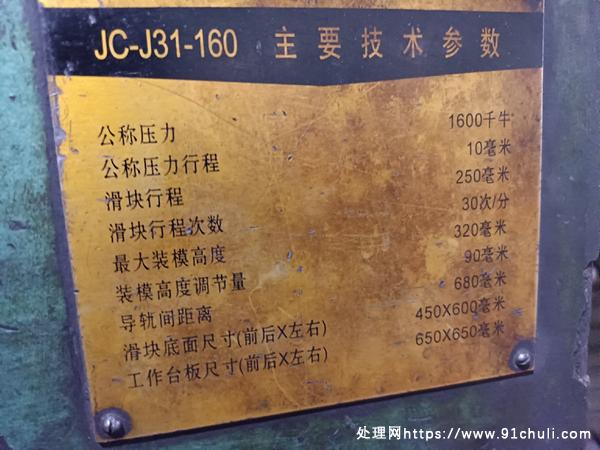 JC-J31-160 主要技术参数
公称压力 1600千牛
公称压力行程 10毫米
滑块行程 250毫米
滑块行程次数 30次/分
最大装模高度 320毫米
装模高度调节量 90毫米
导轨间距离 680毫米
滑块底面尺寸(前后X左右) 450X600毫米
工作台板尺寸(前后X左右) 650X650毫米
处理网https://www.91chuli.com/